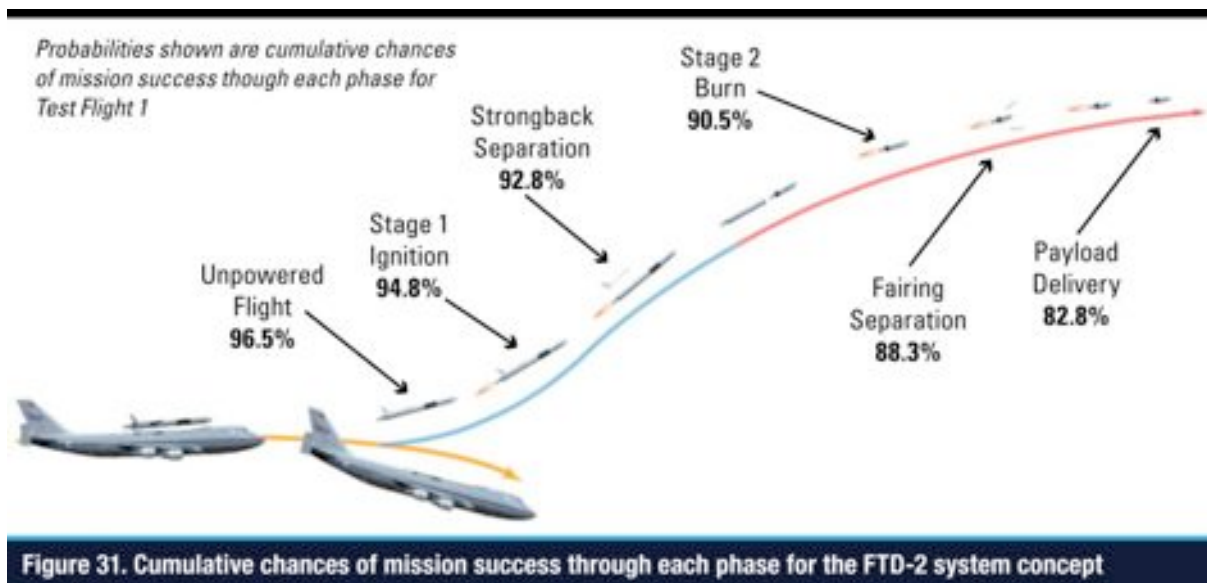 Probabilities shown are cumulative chances
of mission success though each phase for
Test Flight 1
Unpowered
Flight
96.5%
Stage 1
Ignition
94.8%
Strongback
Separation
92.8%
Stage 2
Burn
90.5%
Fairing
Separation
88.3%
Payload
Delivery
82.8%
Figure 31. Cumulative chances of mission success through each phase for the FTD-2 system concept